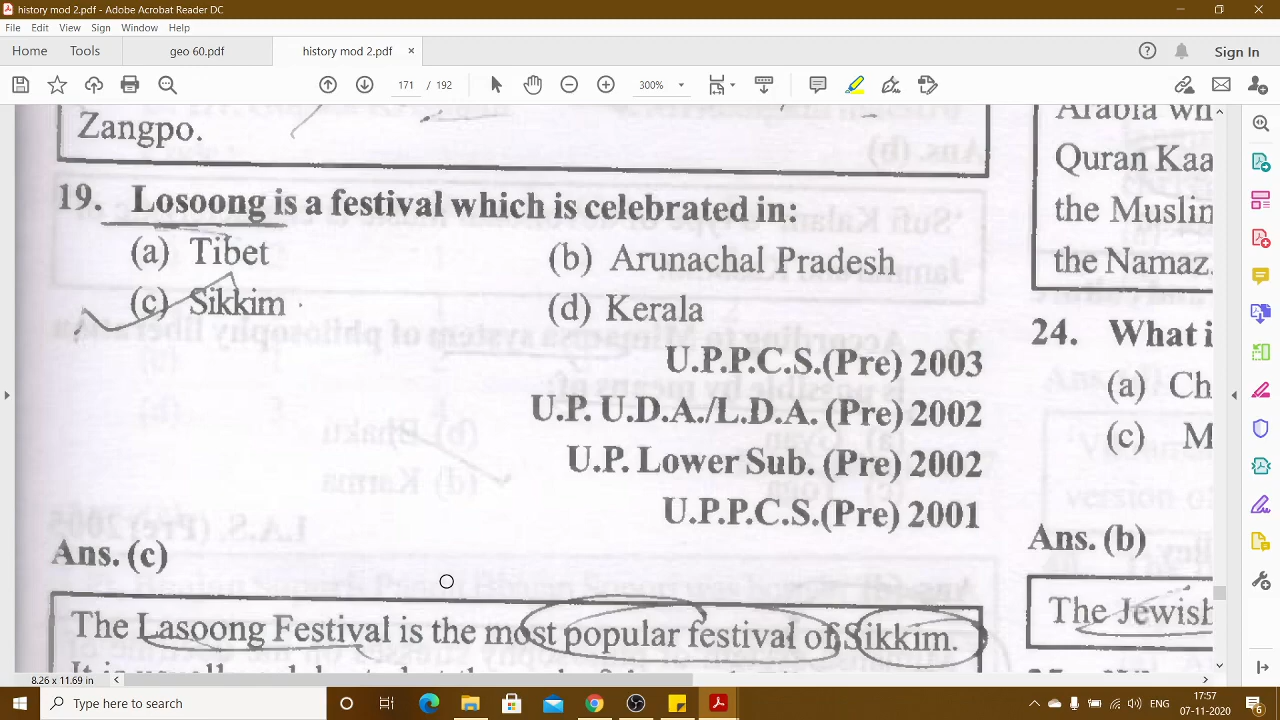 history mod 2.pdf - Adobe Acrobat Reader DC
File Edit View Sign Window Help
Home Tools geo 60.pdf history mod 2.pdf × Sign In
171 / 192 300%
Zangpo.
19. Losoong is a festival which is celebrated in:
(a) Tibet (b) Arunachal Pradesh
(c) Sikkim (d) Kerala
U.P.P.C.S.(Pre) 2003
U.P. U.D.A./L.D.A. (Pre) 2002
U.P. Lower Sub. (Pre) 2002
U.P.P.C.S.(Pre) 2001
Ans. (c)
The Lasoong Festival is the most popular festival of Sikkim.
Arabia wh
Quran Kaa
the Muslim
the Namaz.
24. What i
(a) Ch
(c) M
Ans. (b)
The Jewish
8.26 x 11.69 in
Type here to search
17:57
07-11-2020
6